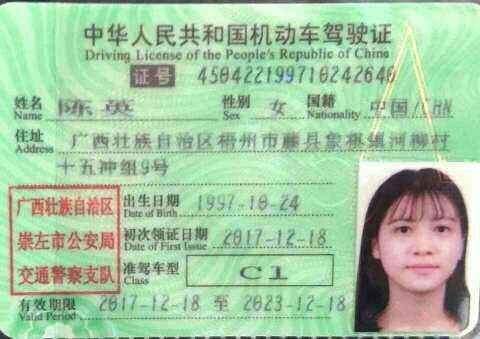 中华人民共和国机动车驾驶证
Driving License of the People's Republic of China
证号 450422199710242640
姓名 Name 陈英 性别 Sex 女 国籍 Nationality 中国/CHN
住址 Address 广西壮族自治区梧州市藤县象棋镇河柳村
十五冲组9号
广西壮族自治区
崇左市公安局
交通警察支队
出生日期 Date of Birth 1997-10-24
初次领证日期 Date of First Issue 2017-12-18
准驾车型 Class C1
有效期限 Valid Period 2017-12-18 至 2023-12-18